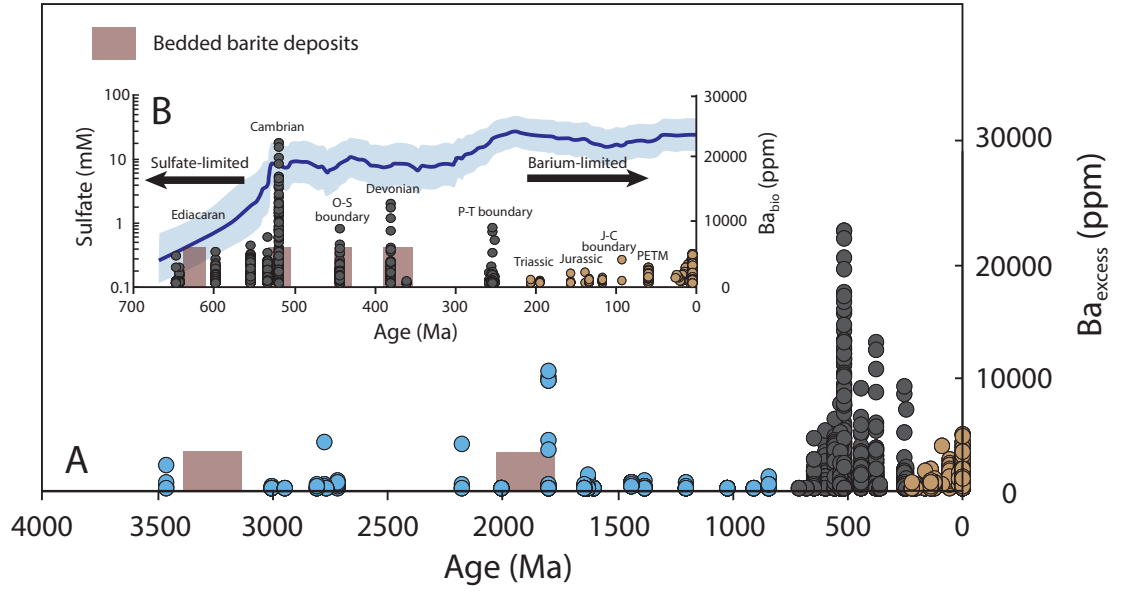 Bedded barite deposits
B
100
10
1
0.1
Sulfate (mM)
30000
20000
10000
0
Ba_bio (ppm)
Cambrian
Sulfate-limited
Barium-limited
Devonian
Ediacaran
O-S
boundary
P-T boundary
J-C
boundary
Triassic
Jurassic
PETM
700 600 500 400 300 200 100 0
Age (Ma)
30000
20000
10000
0
Ba_excess (ppm)
A
4000 3500 3000 2500 2000 1500 1000 500 0
Age (Ma)